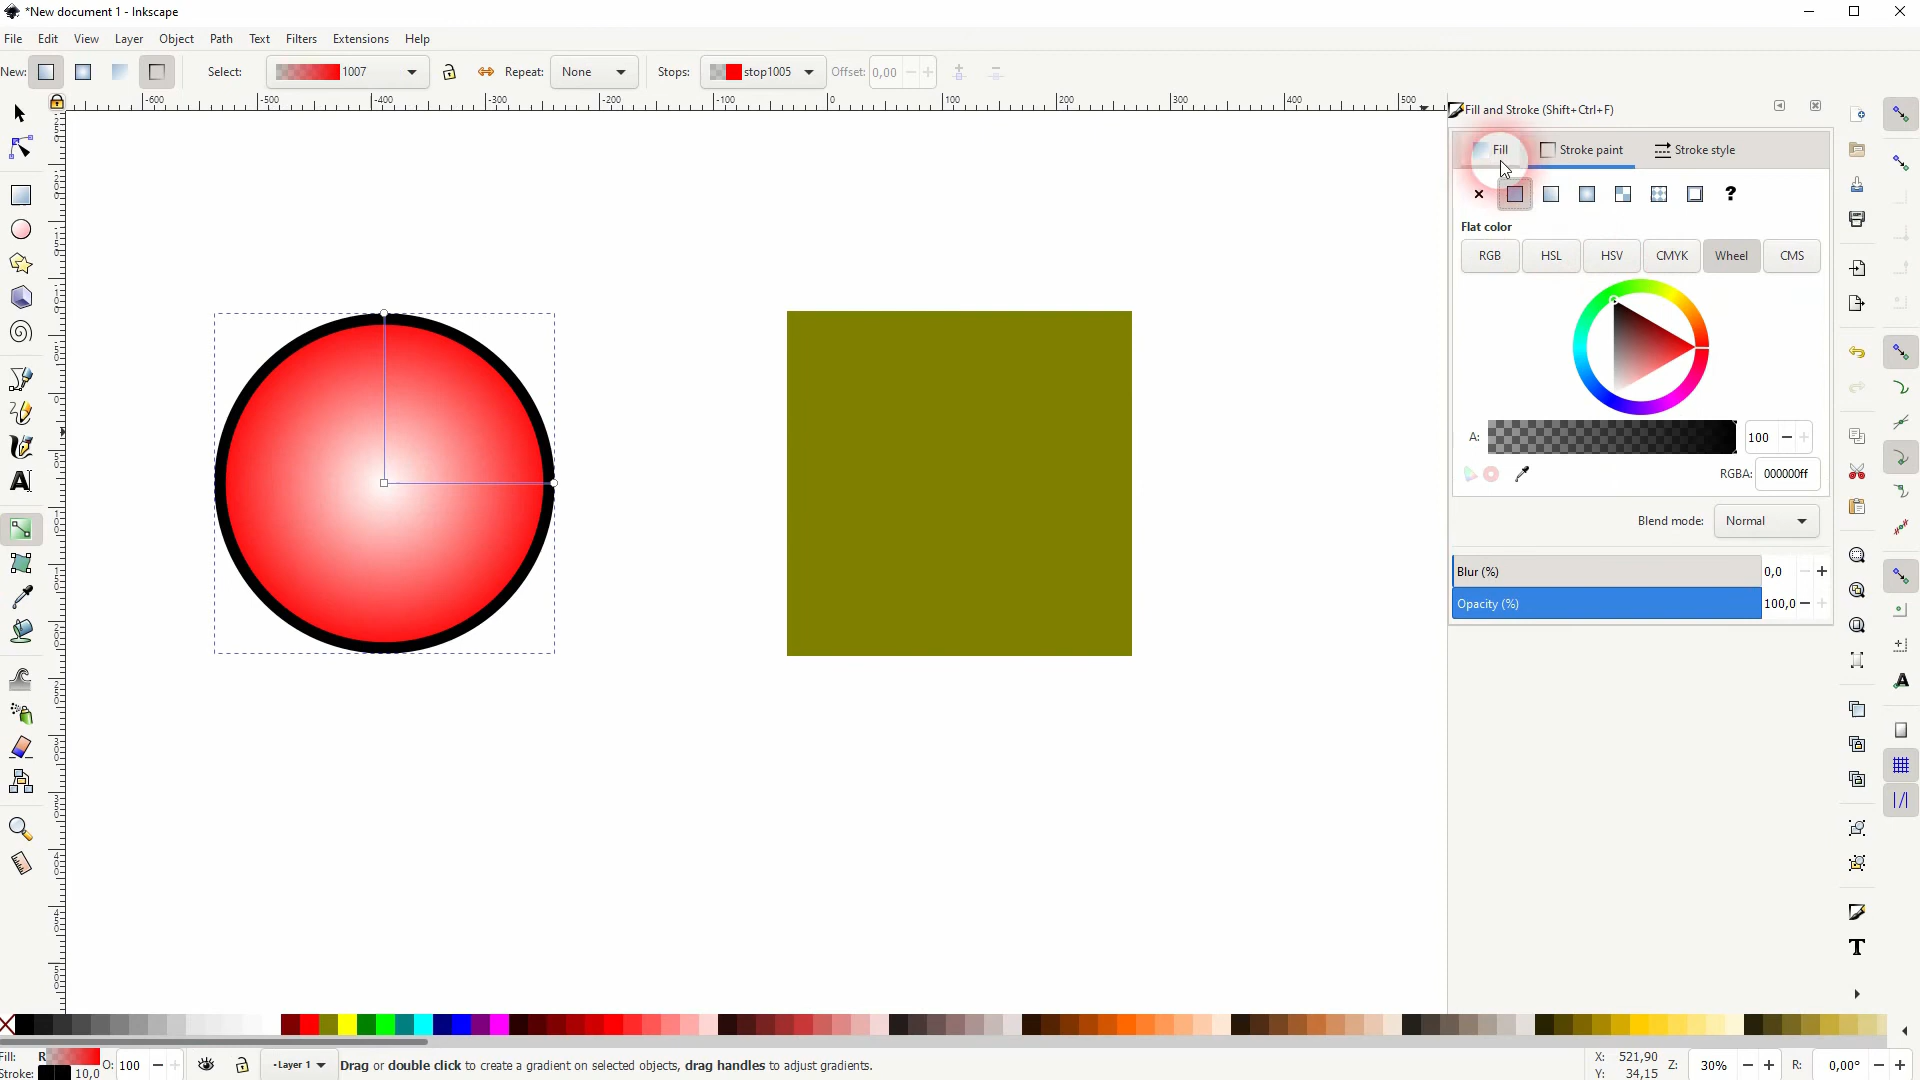 *New document 1 - Inkscape
File Edit View Layer Object Path Text Filters Extensions Help
New: Select: 1007 Repeat: None Stops: stop1005 Offset: 0,00
-600 -500 -400 -300 -200 -100 0 100 200 300 400 500
Fill and Stroke (Shift+Ctrl+F)
Fill Stroke paint Stroke style
?
Flat color
RGB HSL HSV CMYK Wheel CMS
A: 100
RGBA: 000000ff
Blend mode: Normal
Blur (%) 0,0
Opacity (%) 100,0
Fill: R O: 100 Layer 1 Drag or double click to create a gradient on selected objects, drag handles to adjust gradients. X: 521,90 Z: 30% R: 0,00°
Stroke: 10,0 Y: 34,15